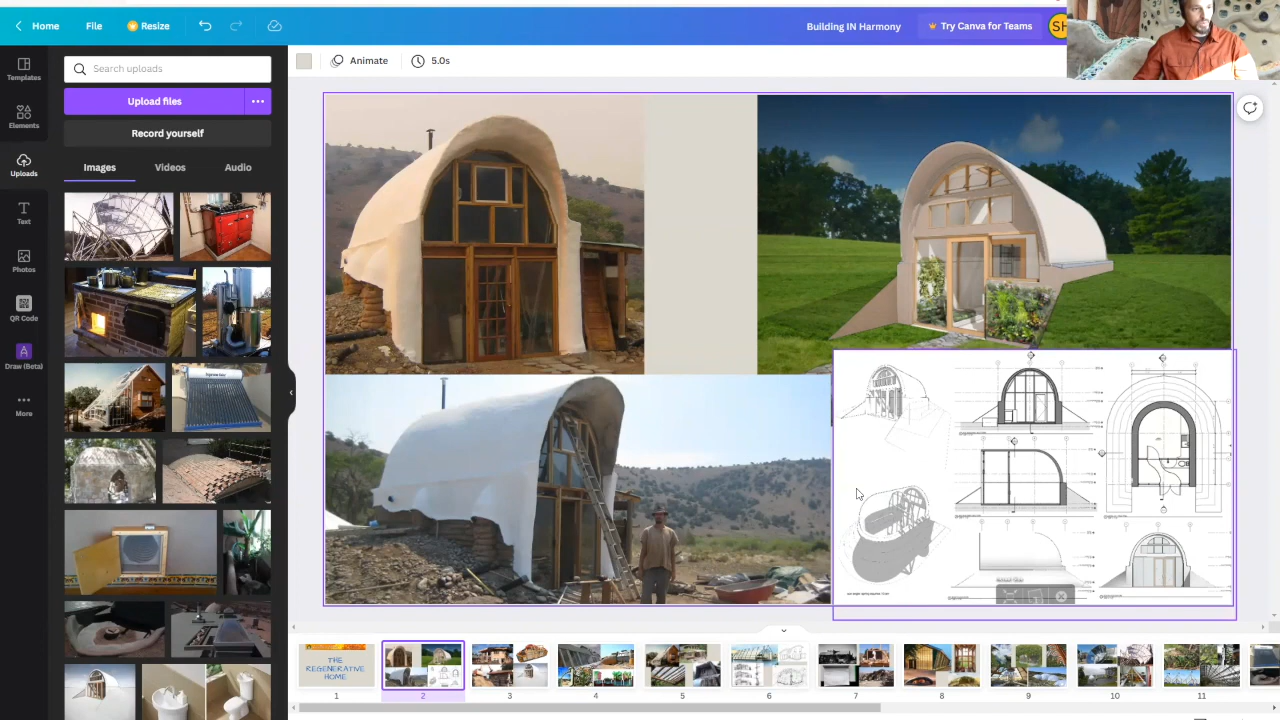 Home
File
Resize
Building IN Harmony
Try Canva for Teams
SH
Templates
Elements
Uploads
Text
Photos
QR Code
Draw (Beta)
More
Search uploads
Upload files
Record yourself
Images
Videos
Audio
Animate
5.0s
THE
REGENERATIVE
HOME
1
2
3
4
5
6
7
8
9
10
11